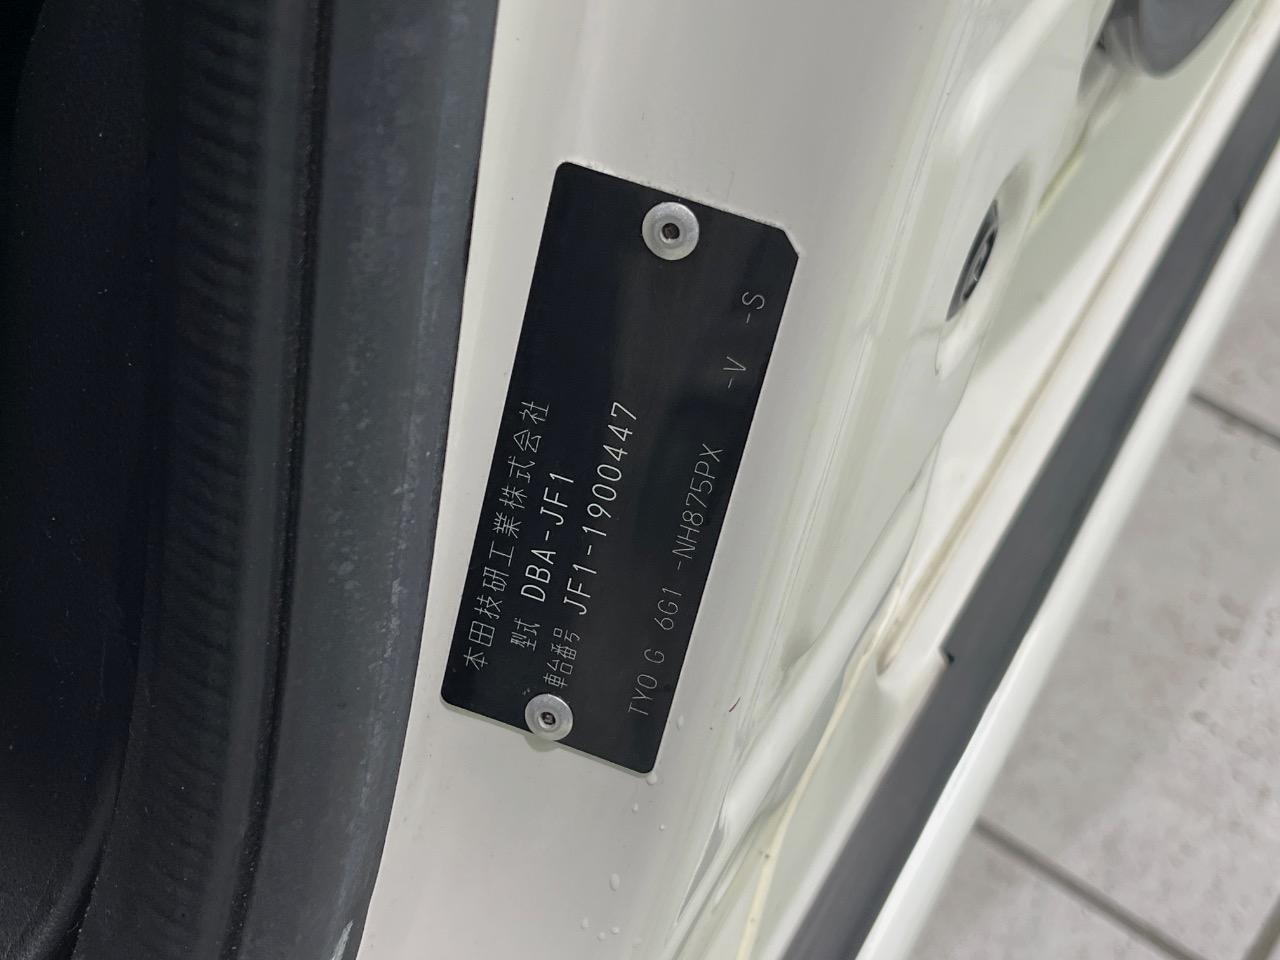 本田技研工業株式会社
型式 DBA-JF1
車台番号 JF1-1900447
TYO G 6G1 -NH875PX -V -S